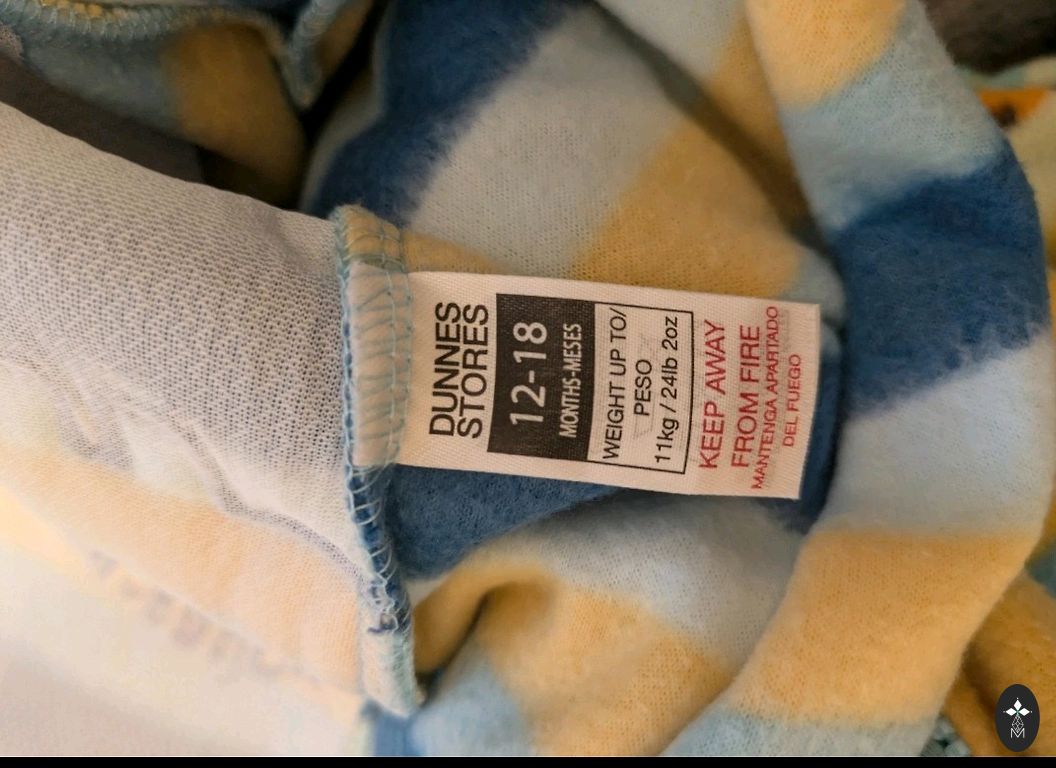 DUNNES
STORES
12-18
MONTHS-MESES
WEIGHT UP TO/
PESO
11kg / 24lb 2oz
KEEP AWAY
FROM FIRE
MANTENGA APARTADO
DEL FUEGO
M